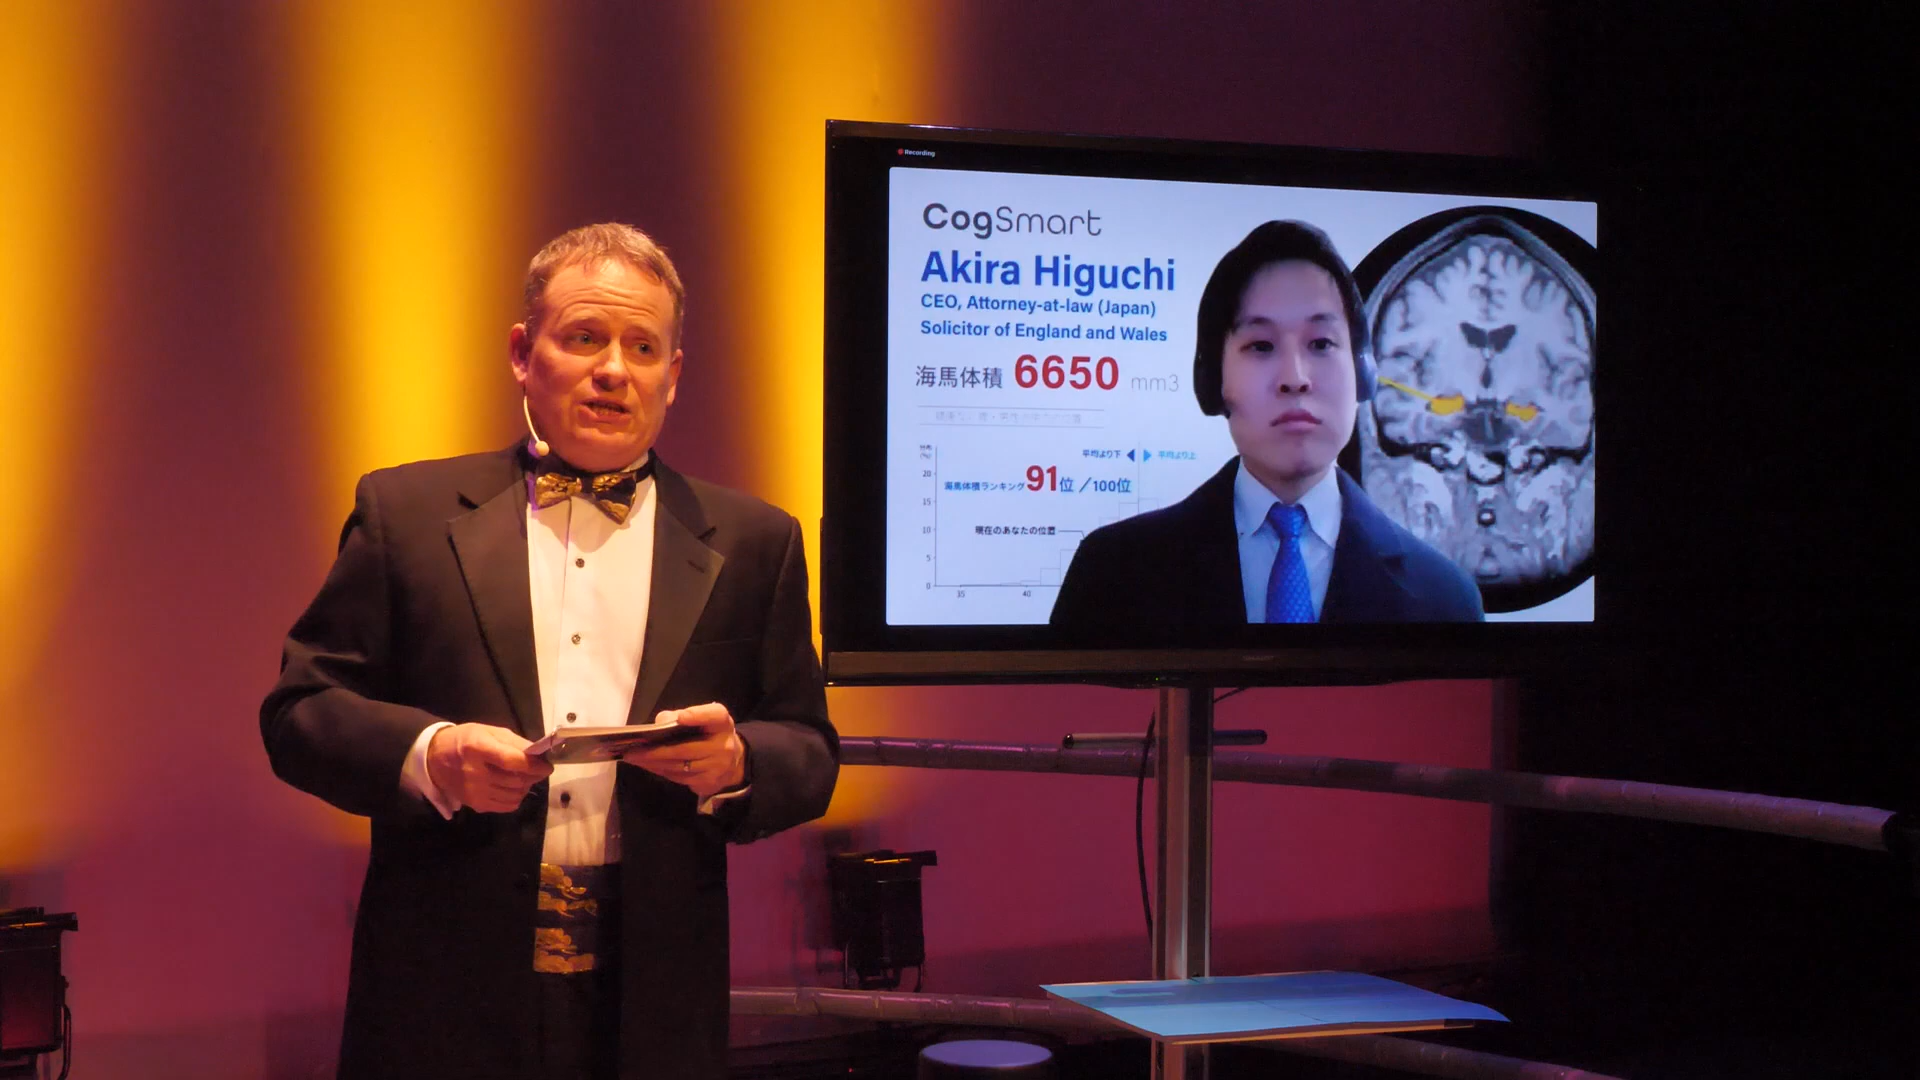 Recording
CogSmart
Akira Higuchi
CEO, Attorney-at-law (Japan)
Solicitor of England and Wales
海馬体積 6650 mm3
平均より下 平均より上
海馬体積ランキング 91位 / 100位
現在のあなたの位置
20
15
10
5
0
35 40